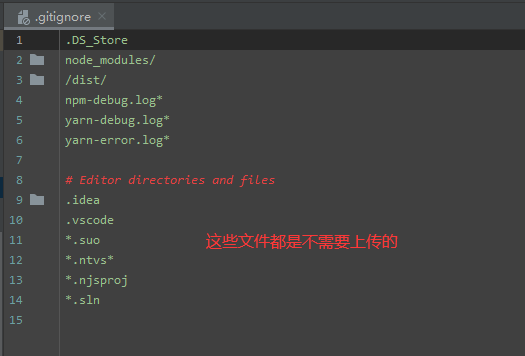 .gitignore
1 .DS_Store
2 node_modules/
3 /dist/
4 npm-debug.log*
5 yarn-debug.log*
6 yarn-error.log*
7
8 # Editor directories and files
9 .idea
10 .vscode
11 *.suo 这些文件都是不需要上传的
12 *.ntvs*
13 *.njsproj
14 *.sln
15